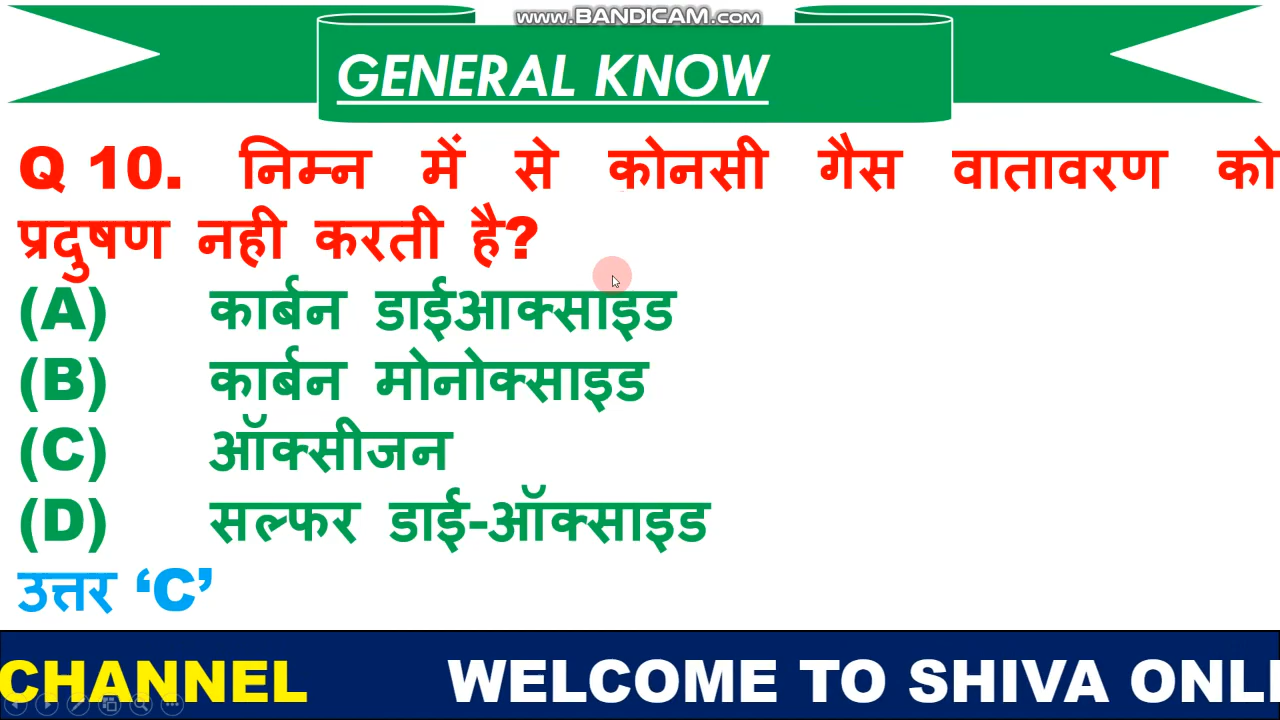 www.BANDICAM.com
GENERAL KNOW
Q 10. निम्न में से कोनसी गैस वातावरण को
प्रदुषण नही करती है?
(A) कार्बन डाईआक्साइड
(B) कार्बन मोनोक्साइड
(C) ऑक्सीजन
(D) सल्फर डाई-ऑक्साइड
उत्तर ‘C’
CHANNEL WELCOME TO SHIVA ONLI